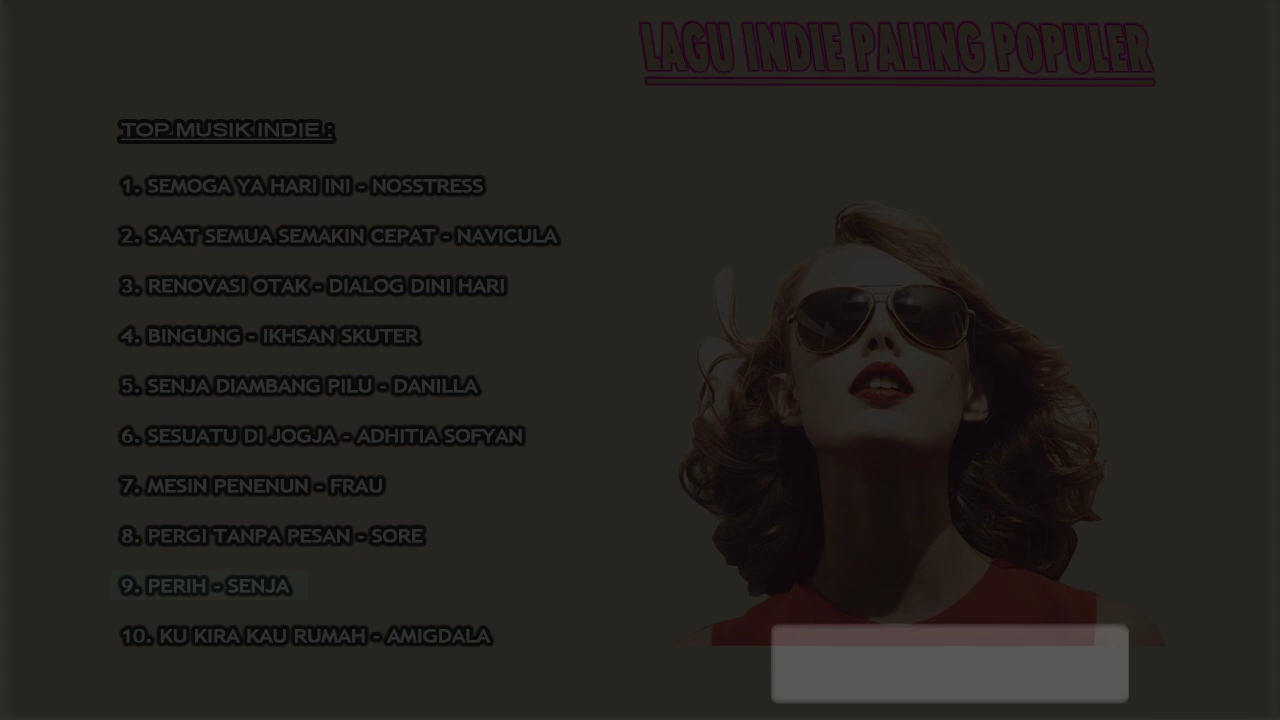 LAGU INDIE PALING POPULER
TOP MUSIK INDIE :
1. SEMOGA YA HARI INI - NOSSTRESS
2. SAAT SEMUA SEMAKIN CEPAT - NAVICULA
3. RENOVASI OTAK - DIALOG DINI HARI
4. BINGUNG - IKHSAN SKUTER
5. SENJA DIAMBANG PILU - DANILLA
6. SESUATU DI JOGJA - ADHITIA SOFYAN
7. MESIN PENENUN - FRAU
8. PERGI TANPA PESAN - SORE
9. PERIH - SENJA
10. KU KIRA KAU RUMAH - AMIGDALA